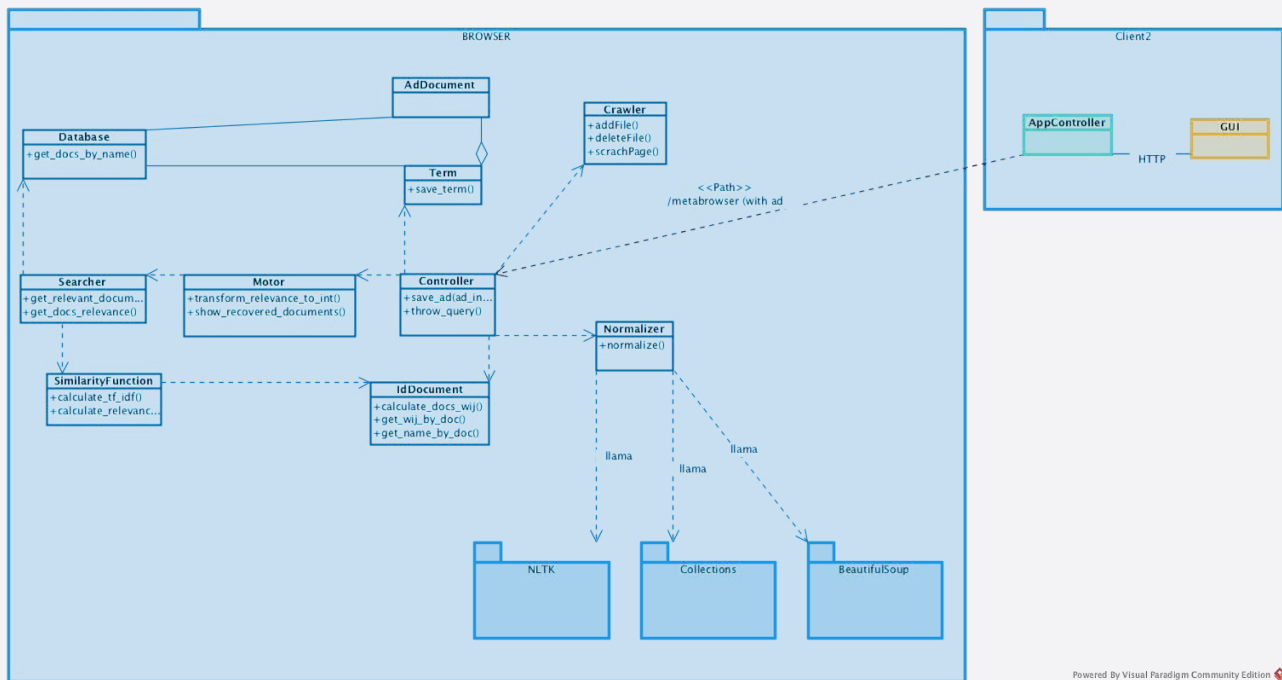 BROWSER
Client2
AdDocument
Crawler
+addFile()
+deleteFile()
+scrachPage()
AppController
GUI
HTTP
Database
+get_docs_by_name()
Term
+save_term()
<<Path>>
/metabrowser (with ad
Searcher
+get_relevant_docum...
+get_docs_relevance()
Motor
+transform_relevance_to_int()
+show_recovered_documents()
Controller
+save_ad(ad_in...
+throw_query()
Normalizer
+normalize()
SimilarityFunction
+calculate_tf_idf()
+calculate_relevanc...
IdDocument
+calculate_docs_wij()
+get_wij_by_doc()
+get_name_by_doc()
llama
llama
llama
NLTK
Collections
BeautifulSoup
Powered By Visual Paradigm Community Edition